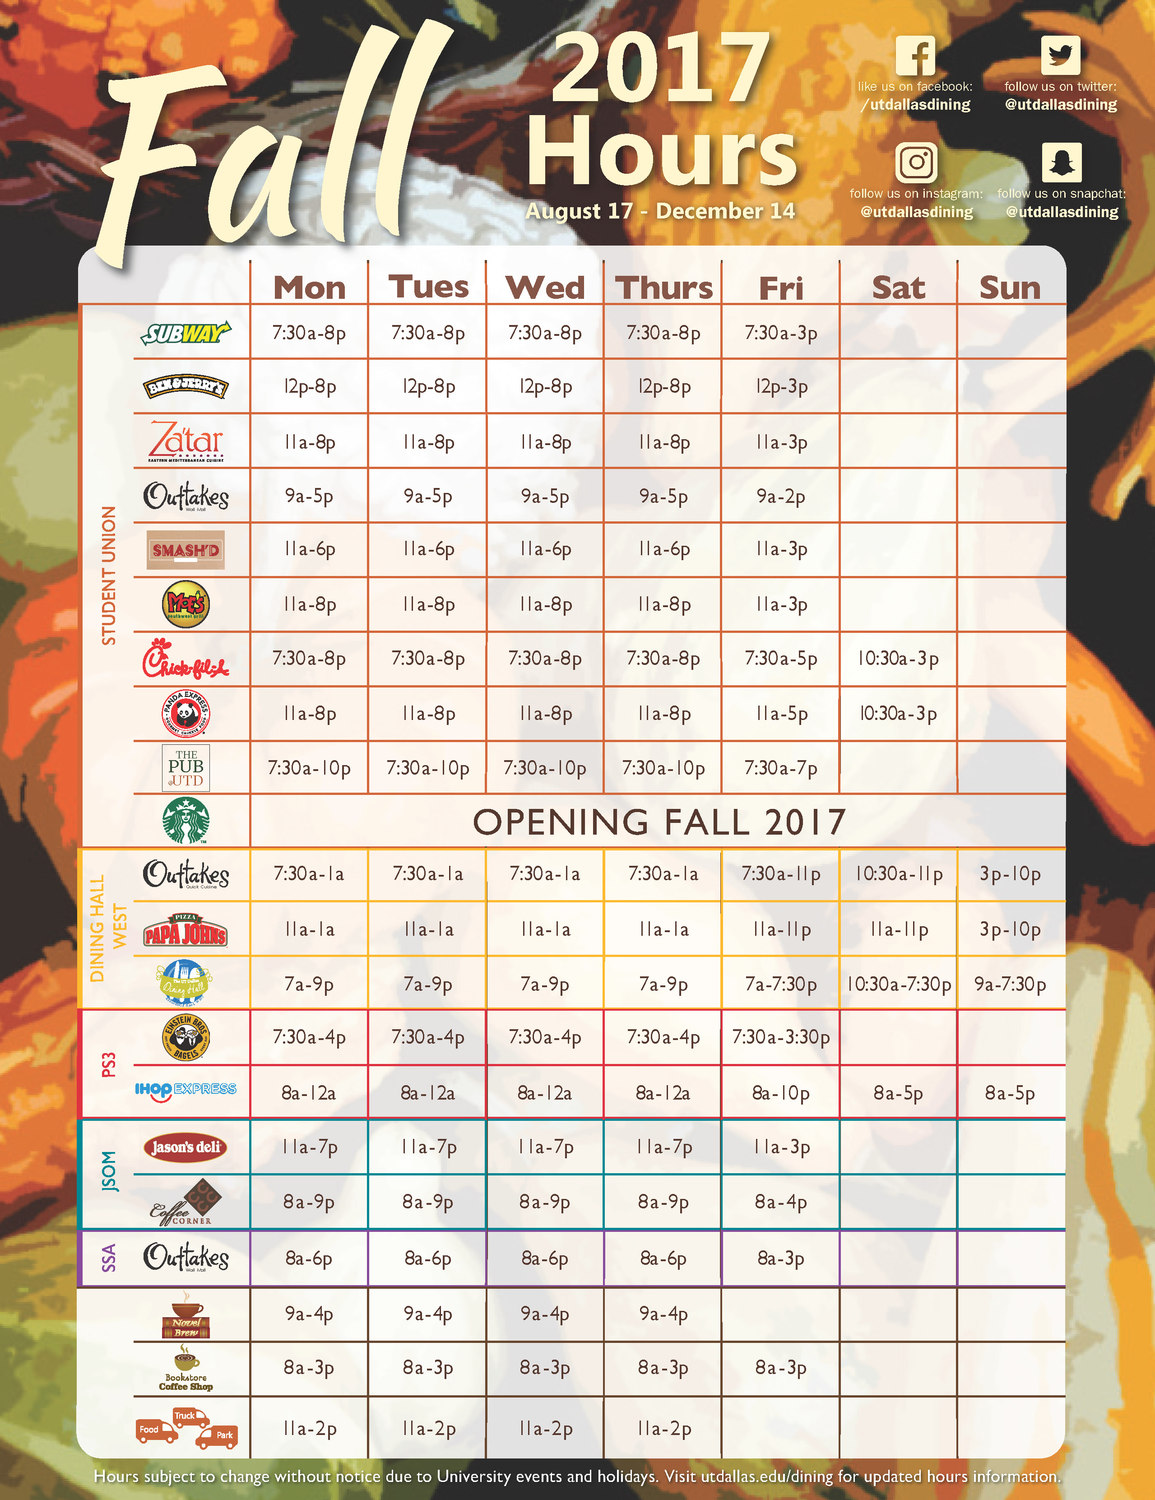 Fall
2017
Hours
August 17 - December 14
like us on facebook:
/utdallasdining
follow us on twitter:
@utdallasdining
follow us on instagram:
@utdallasdining
follow us on snapchat:
@utdallasdining
Mon Tues Wed Thurs Fri Sat Sun
STUDENT UNION
SUBWAY 7:30a-8p 7:30a-8p 7:30a-8p 7:30a-8p 7:30a-3p
BEN & JERRY'S 12p-8p 12p-8p 12p-8p 12p-8p 12p-3p
Za'tar 11a-8p 11a-8p 11a-8p 11a-8p 11a-3p
EASTERN MEDITERRANEAN CUISINE
Outtakes 9a-5p 9a-5p 9a-5p 9a-5p 9a-2p
SMASH'D 11a-6p 11a-6p 11a-6p 11a-6p 11a-3p
MOE'S 11a-8p 11a-8p 11a-8p 11a-8p 11a-3p
southwest grill
Chick-fil-A 7:30a-8p 7:30a-8p 7:30a-8p 7:30a-8p 7:30a-5p 10:30a-3p
PANDA EXPRESS 11a-8p 11a-8p 11a-8p 11a-8p 11a-5p 10:30a-3p
THE
PUB 7:30a-10p 7:30a-10p 7:30a-10p 7:30a-10p 7:30a-7p
@UTD
OPENING FALL 2017
DINING HALL
WEST
Outtakes 7:30a-1a 7:30a-1a 7:30a-1a 7:30a-1a 7:30a-11p 10:30a-11p 3p-10p
Quick Cuisine
PIZZA
PAPA JOHNS 11a-1a 11a-1a 11a-1a 11a-1a 11a-11p 11a-11p 3p-10p
Dining Hall 7a-9p 7a-9p 7a-9p 7a-9p 7a-7:30p 10:30a-7:30p 9a-7:30p
PS3
EINSTEIN BROS BAGELS 7:30a-4p 7:30a-4p 7:30a-4p 7:30a-4p 7:30a-3:30p
IHOP EXPRESS 8a-12a 8a-12a 8a-12a 8a-12a 8a-10p 8a-5p 8a-5p
JSOM
Jason's deli 11a-7p 11a-7p 11a-7p 11a-7p 11a-3p
Coffee CORNER 8a-9p 8a-9p 8a-9p 8a-9p 8a-4p
SSA
Outtakes 8a-6p 8a-6p 8a-6p 8a-6p 8a-3p
Novel
Brew 9a-4p 9a-4p 9a-4p 9a-4p
Bookstore
Coffee Shop 8a-3p 8a-3p 8a-3p 8a-3p 8a-3p
Food Truck Park 11a-2p 11a-2p 11a-2p 11a-2p
Hours subject to change without notice due to University events and holidays. Visit utdallas.edu/dining for updated hours information.